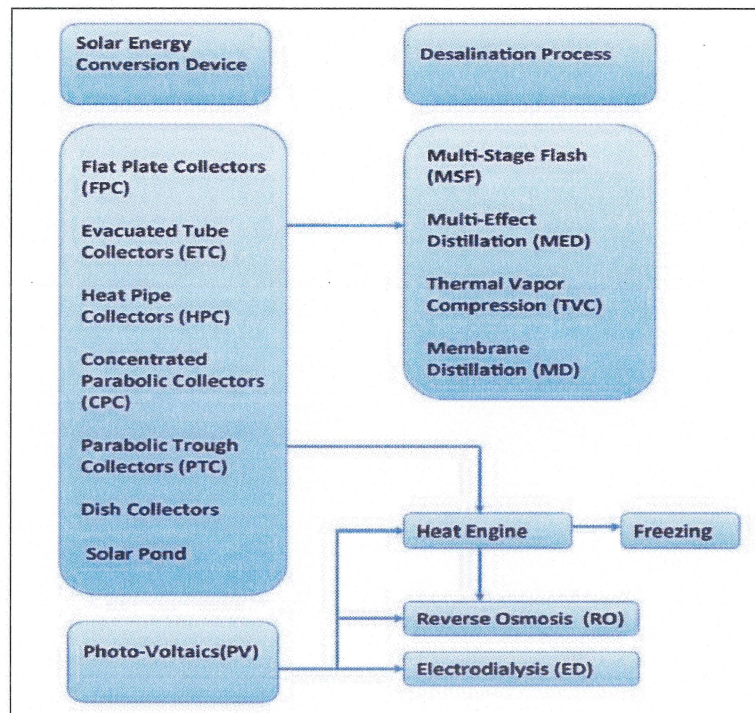 Solar Energy
Conversion Device
Desalination Process
Flat Plate Collectors
(FPC)
Evacuated Tube
Collectors (ETC)
Heat Pipe
Collectors (HPC)
Concentrated
Parabolic Collectors
(CPC)
Parabolic Trough
Collectors (PTC)
Dish Collectors
Solar Pond
Multi-Stage Flash
(MSF)
Multi-Effect
Distillation (MED)
Thermal Vapor
Compression (TVC)
Membrane
Distillation (MD)
Heat Engine
Freezing
Reverse Osmosis (RO)
Photo-Voltaics(PV)
Electrodialysis (ED)